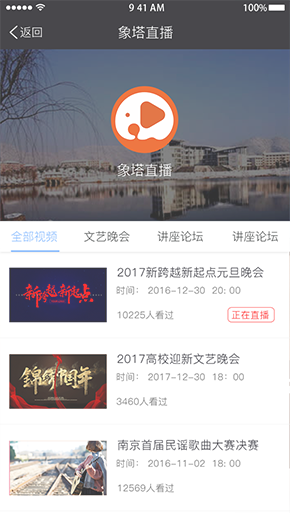 9:41 AM 100%
返回 象塔直播
象塔直播
全部视频 文艺晚会 讲座论坛 讲座论坛
新跨越新起点
2017新跨越新起点元旦晚会
时间： 2016-12-30 20: 00
10225人看过 正在直播
2017高校迎新文艺晚会
时间： 2017-12-30 18: 00
3460人看过
南京首届民谣歌曲大赛决赛
时间： 2016-11-02 18: 00
12569人看过